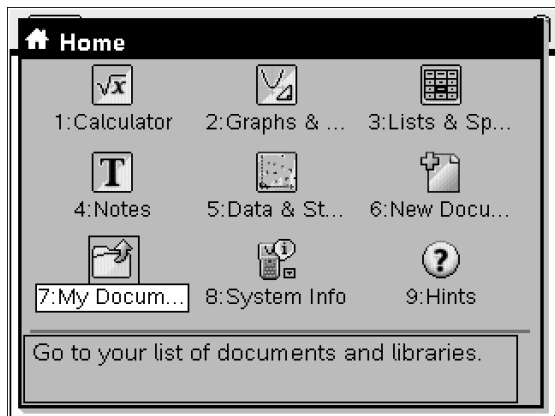 Home
1:Calculator 2:Graphs & ... 3:Lists & Sp...
4:Notes 5:Data & St... 6:New Docu...
7:My Docum... 8:System Info 9:Hints
Go to your list of documents and libraries.